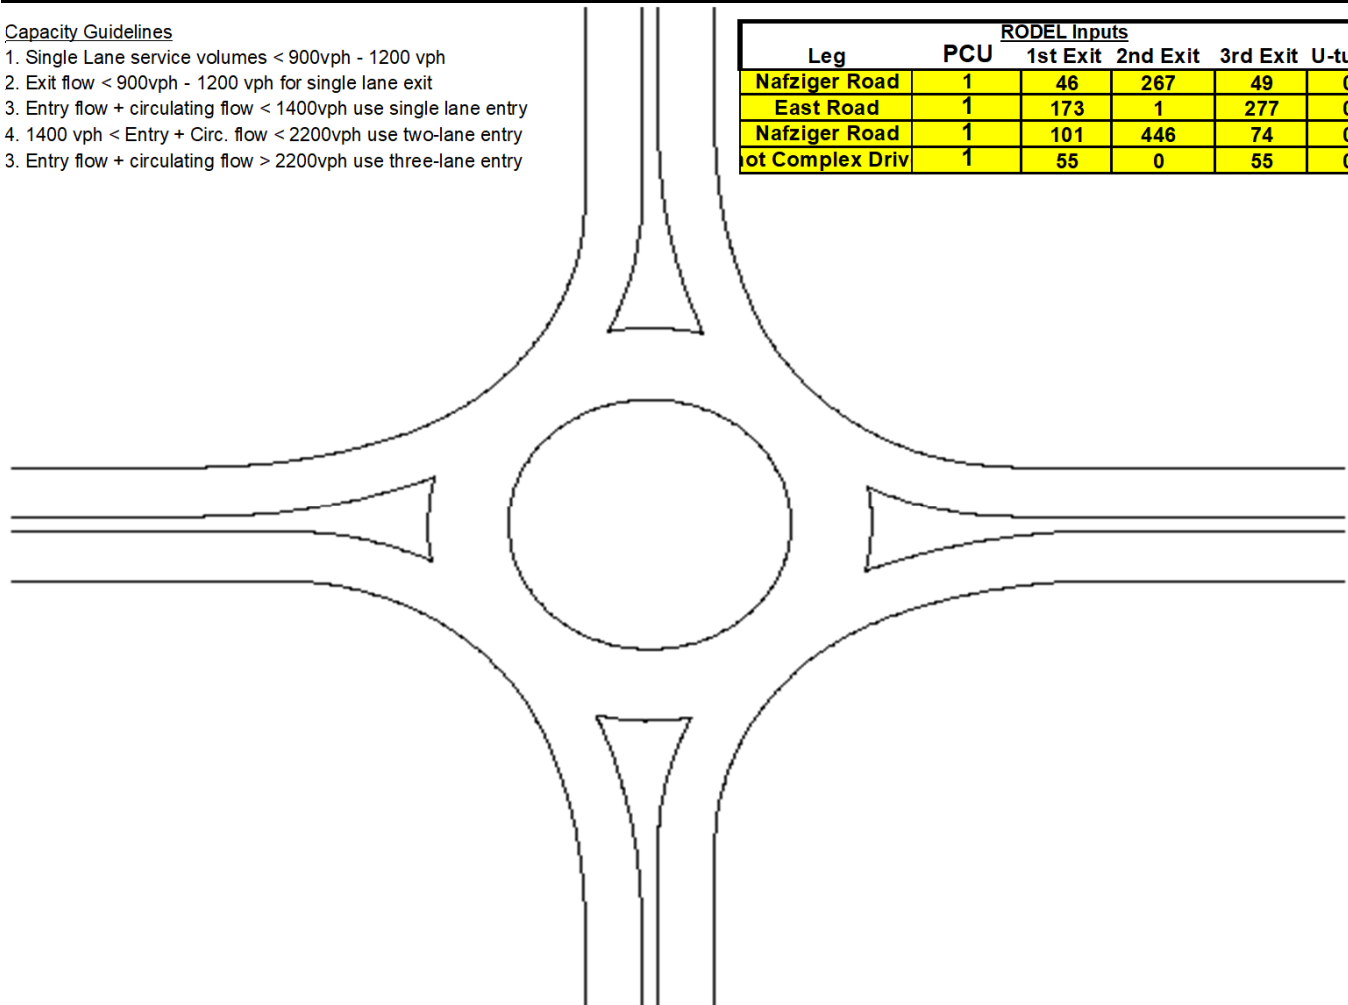 Capacity Guidelines
1. Single Lane service volumes < 900vph - 1200 vph
2. Exit flow < 900vph - 1200 vph for single lane exit
3. Entry flow + circulating flow < 1400vph use single lane entry
4. 1400 vph < Entry + Circ. flow < 2200vph use two-lane entry
3. Entry flow + circulating flow > 2200vph use three-lane entry
RODEL Inputs
Leg PCU 1st Exit 2nd Exit 3rd Exit U-tu
Nafziger Road 1 46 267 49
East Road 1 173 1 277
Nafziger Road 1 101 446 74
ot Complex Driv 1 55 0 55